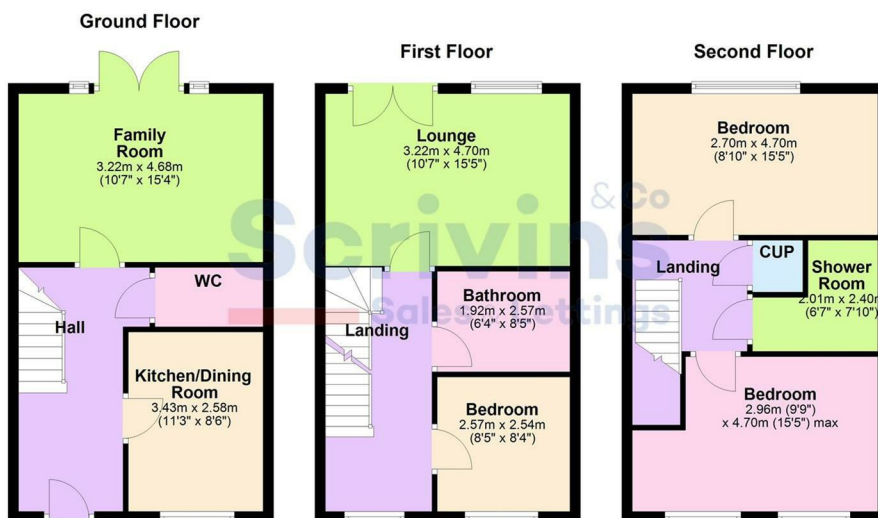 Ground Floor
Family
Room
3.22m x 4.68m
(10'7" x 15'4")
WC
Hall
Kitchen/Dining
Room
3.43m x 2.58m
(11'3" x 8'6")
First Floor
Lounge
3.22m x 4.70m
(10'7" x 15'5")
Bathroom
1.92m x 2.57m
(6'4" x 8'5")
Landing
Bedroom
2.57m x 2.54m
(8'5" x 8'4")
Second Floor
Bedroom
2.70m x 4.70m
(8'10" x 15'5")
CUP
Landing
Shower
Room
2.01m x 2.40m
(6'7" x 7'10")
Bedroom
2.96m (9'9")
x 4.70m (15'5") max
Scrivins
&Co
Sales Lettings